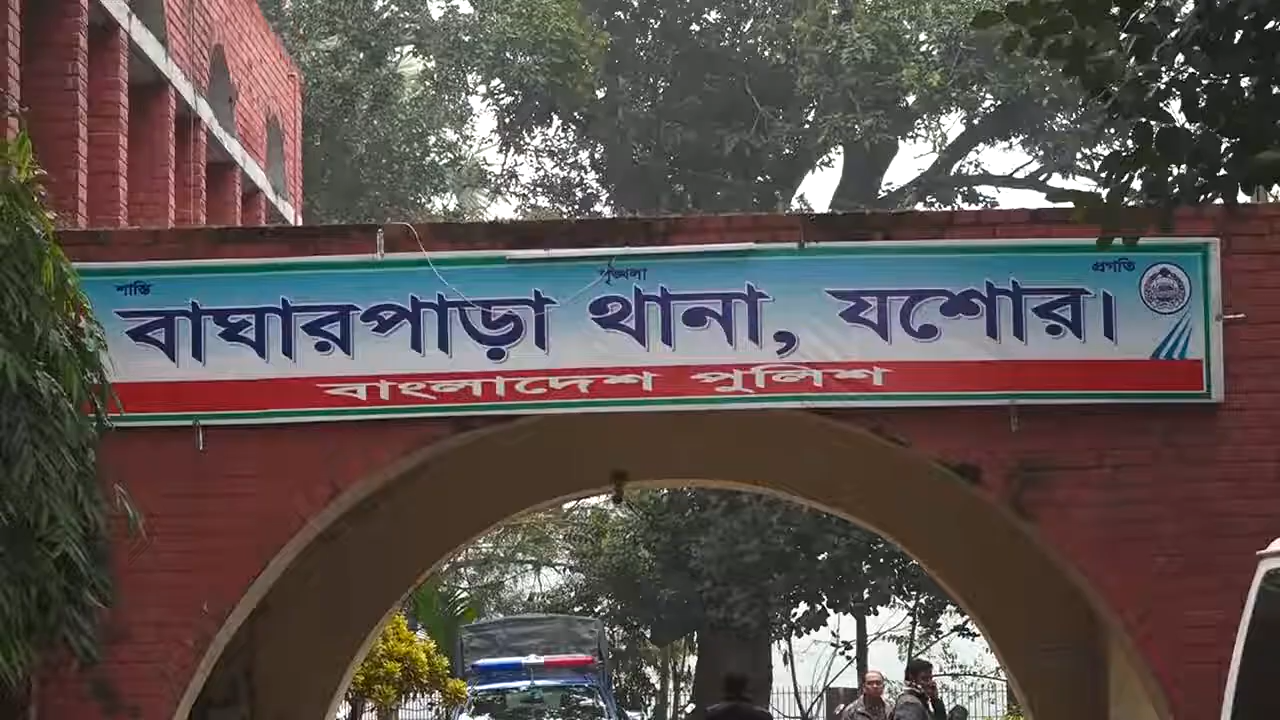 শান্তি শৃঙ্খলা প্রগতি
বাঘারপাড়া থানা, যশোর।
বাংলাদেশ পুলিশ